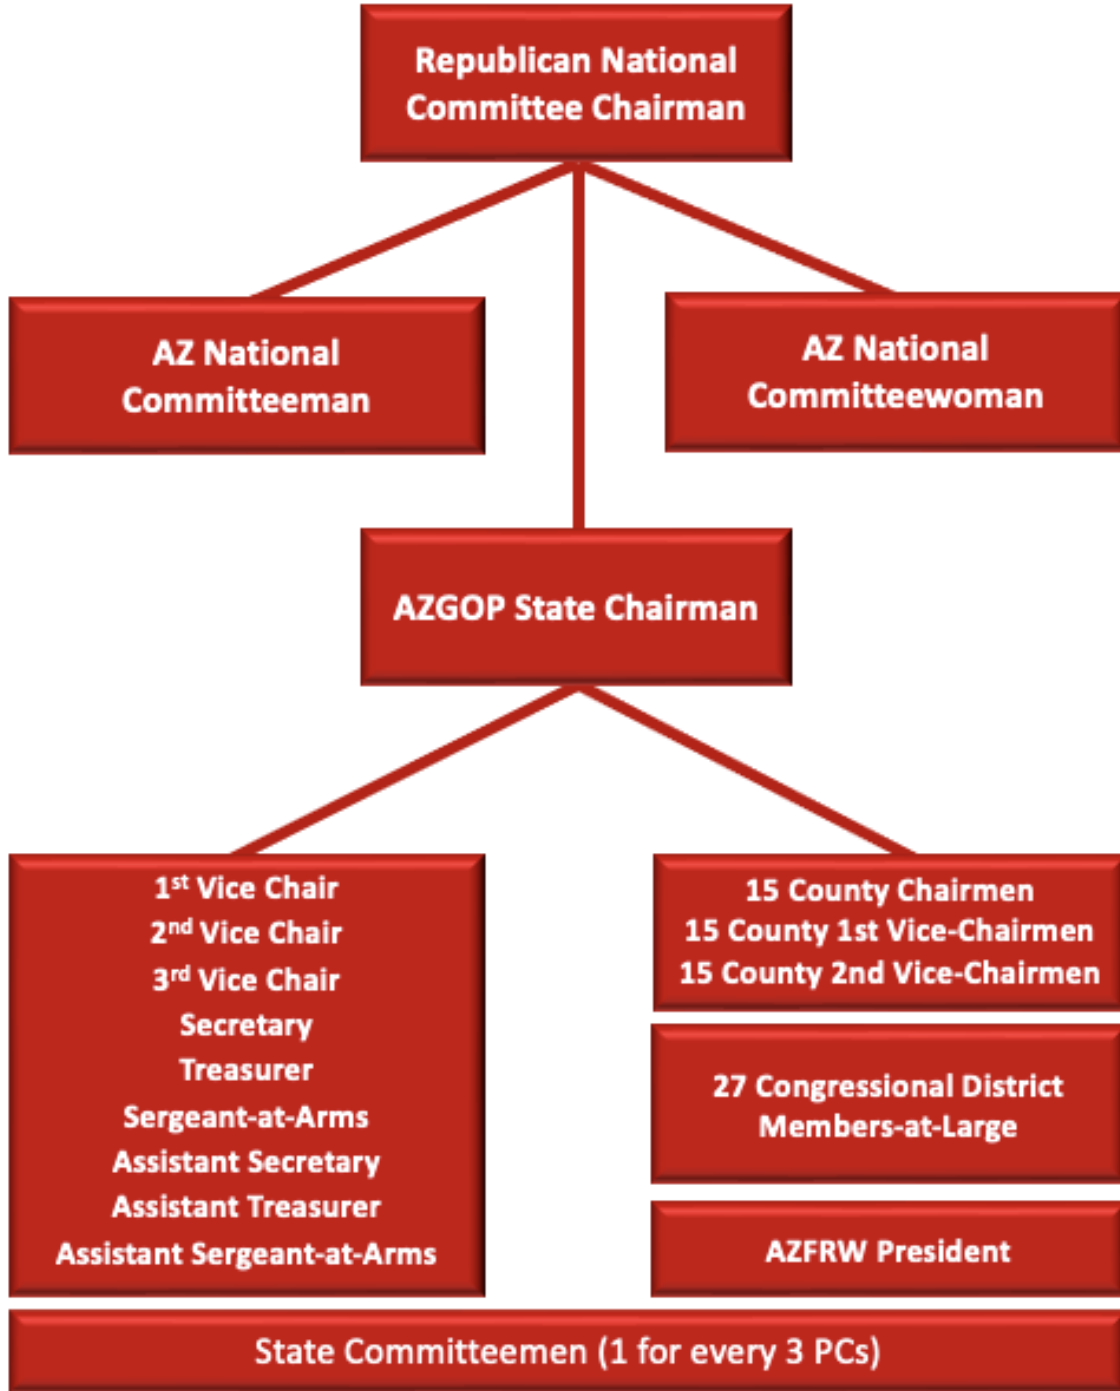 Republican National
Committee Chairman
AZ National
Committeeman
AZ National
Committeewoman
AZGOP State Chairman
1st Vice Chair
2nd Vice Chair
3rd Vice Chair
Secretary
Treasurer
Sergeant-at-Arms
Assistant Secretary
Assistant Treasurer
Assistant Sergeant-at-Arms
15 County Chairmen
15 County 1st Vice-Chairmen
15 County 2nd Vice-Chairmen
27 Congressional District
Members-at-Large
AZFRW President
State Committeemen (1 for every 3 PCs)